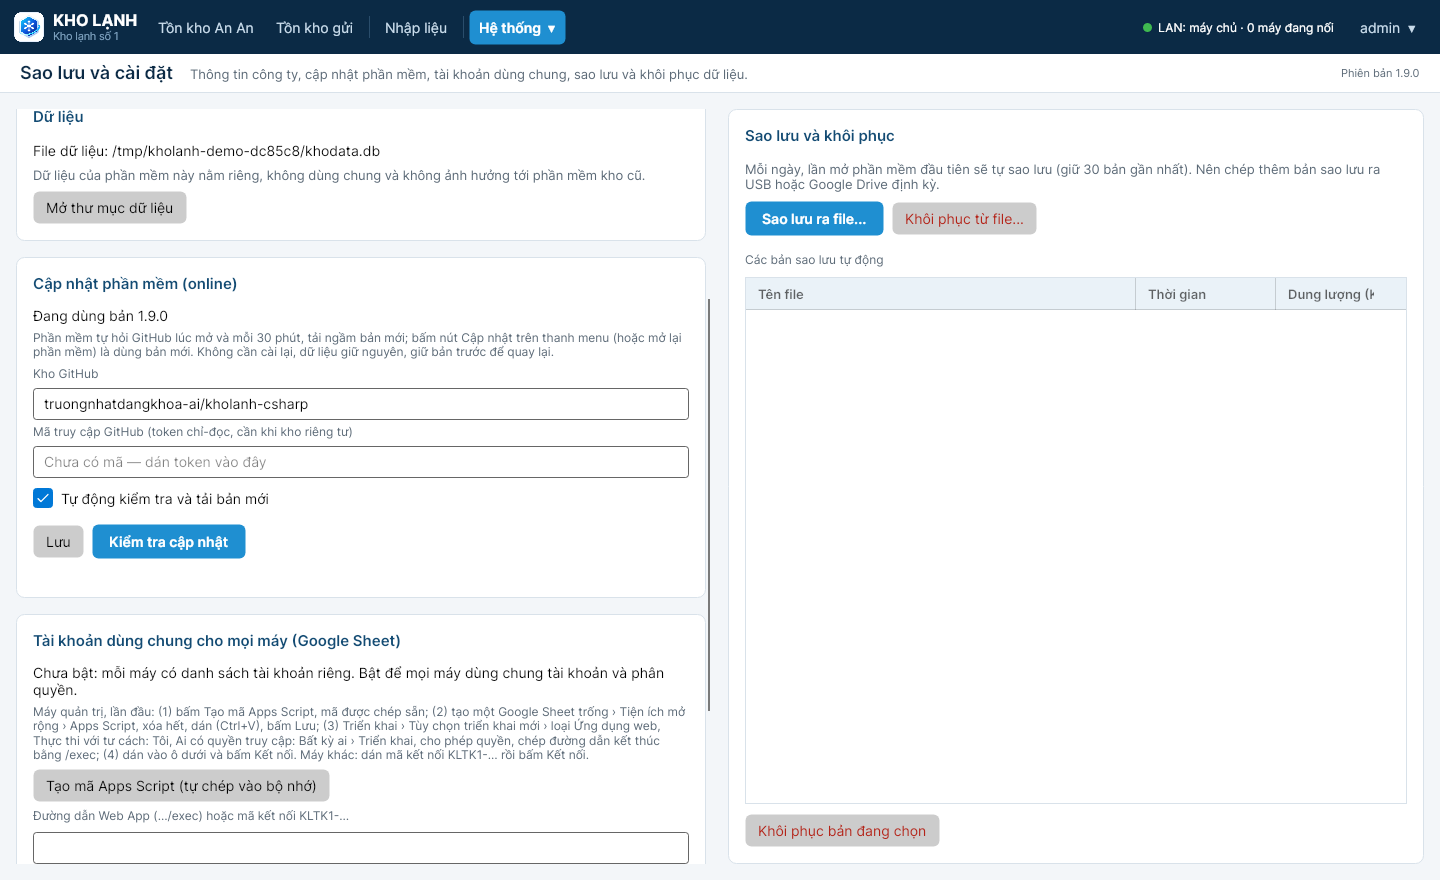 KHO LẠNH
Kho lạnh số 1
Tồn kho An An
Tồn kho gửi
Nhập liệu
Hệ thống ▾
LAN: máy chủ · 0 máy đang nối
admin ▾
Sao lưu và cài đặt
Thông tin công ty, cập nhật phần mềm, tài khoản dùng chung, sao lưu và khôi phục dữ liệu.
Phiên bản 1.9.0
Dữ liệu
File dữ liệu: /tmp/kholanh-demo-dc85c8/khodata.db
Dữ liệu của phần mềm này nằm riêng, không dùng chung và không ảnh hưởng tới phần mềm kho cũ.
Mở thư mục dữ liệu
Cập nhật phần mềm (online)
Đang dùng bản 1.9.0
Phần mềm tự hỏi GitHub lúc mở và mỗi 30 phút, tải ngầm bản mới; bấm nút Cập nhật trên thanh menu (hoặc mở lại
phần mềm) là dùng bản mới. Không cần cài lại, dữ liệu giữ nguyên, giữ bản trước để quay lại.
Kho GitHub
truongnhatdangkhoa-ai/kholanh-csharp
Mã truy cập GitHub (token chỉ-đọc, cần khi kho riêng tư)
Chưa có mã — dán token vào đây
Tự động kiểm tra và tải bản mới
Lưu
Kiểm tra cập nhật
Tài khoản dùng chung cho mọi máy (Google Sheet)
Chưa bật: mỗi máy có danh sách tài khoản riêng. Bật để mọi máy dùng chung tài khoản và phân
quyền.
Máy quản trị, lần đầu: (1) bấm Tạo mã Apps Script, mã được chép sẵn; (2) tạo một Google Sheet trống › Tiện ích mở
rộng › Apps Script, xóa hết, dán (Ctrl+V), bấm Lưu; (3) Triển khai › Tùy chọn triển khai mới › loại Ứng dụng web,
Thực thi với tư cách: Tôi, Ai có quyền truy cập: Bất kỳ ai › Triển khai, cho phép quyền, chép đường dẫn kết thúc
bằng /exec; (4) dán vào ô dưới và bấm Kết nối. Máy khác: dán mã kết nối KLTK1-… rồi bấm Kết nối.
Tạo mã Apps Script (tự chép vào bộ nhớ)
Đường dẫn Web App (…/exec) hoặc mã kết nối KLTK1-…
Sao lưu và khôi phục
Mỗi ngày, lần mở phần mềm đầu tiên sẽ tự sao lưu (giữ 30 bản gần nhất). Nên chép thêm bản sao lưu ra
USB hoặc Google Drive định kỳ.
Sao lưu ra file...
Khôi phục từ file...
Các bản sao lưu tự động
Tên file
Thời gian
Dung lượng (K
Khôi phục bản đang chọn